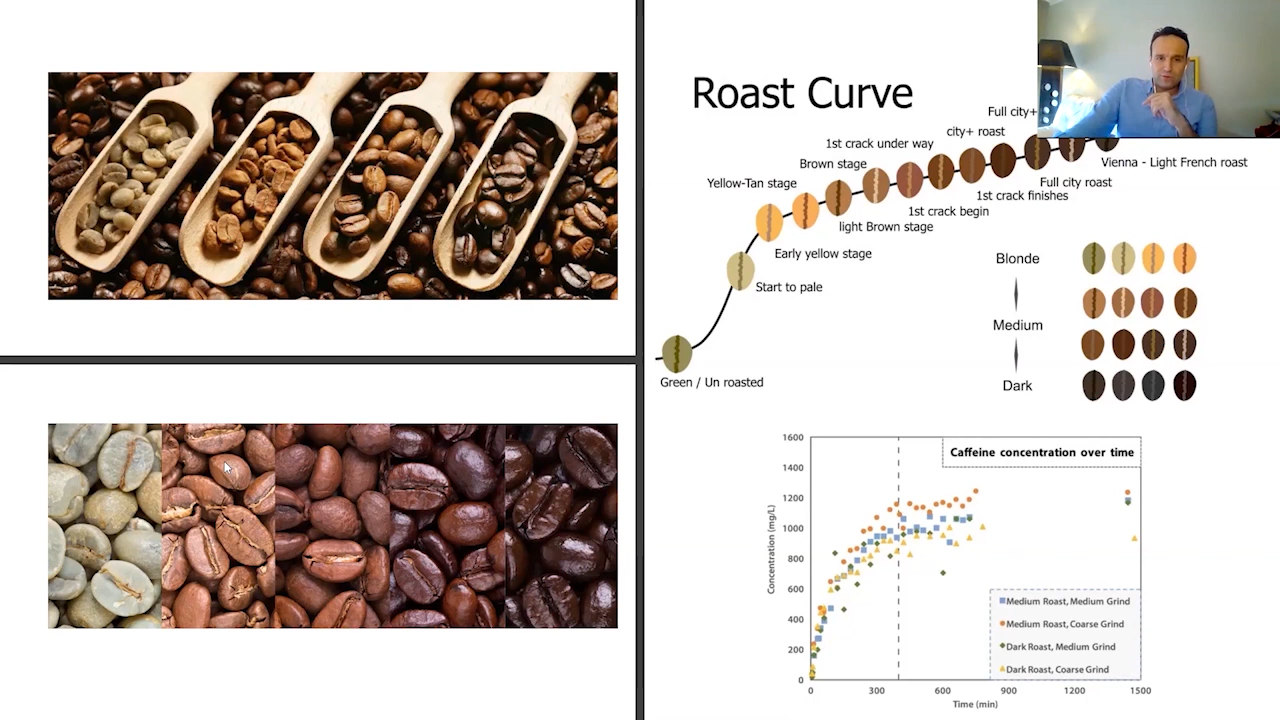 Roast Curve
Full city+
city+ roast
1st crack under way
Brown stage
Vienna - Light French roast
Yellow-Tan stage
Full city roast
1st crack finishes
1st crack begin
light Brown stage
Early yellow stage
Start to pale
Green / Un roasted
Blonde
Medium
Dark
Caffeine concentration over time
Concentration (mg/L)
1600
1400
1200
1000
800
600
400
200
0
Medium Roast, Medium Grind
Medium Roast, Coarse Grind
Dark Roast, Medium Grind
Dark Roast, Coarse Grind
0
300
600
900
1200
1500
Time (min)